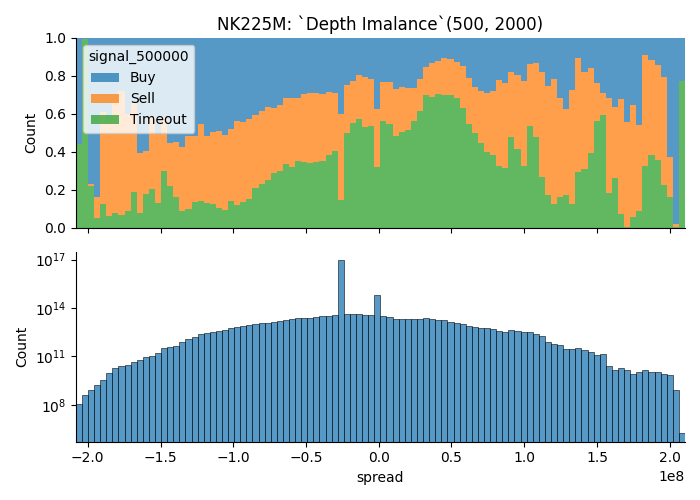 NK225M: `Depth Imalance`(500, 2000)
1.0
0.8
0.6
0.4
0.2
0.0
Count
signal_500000
Buy
Sell
Timeout
10^17
10^14
10^11
10^8
Count
−2.0 −1.5 −1.0 −0.5 0.0 0.5 1.0 1.5 2.0
spread
1e8